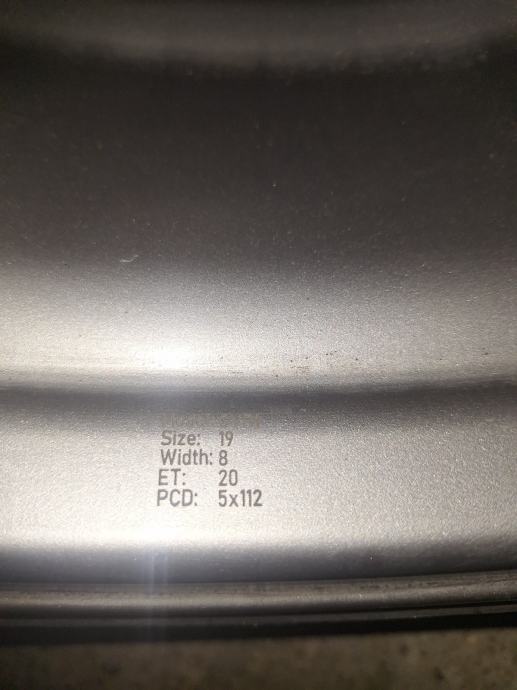 Size: 19
Width: 8
ET: 20
PCD: 5x112